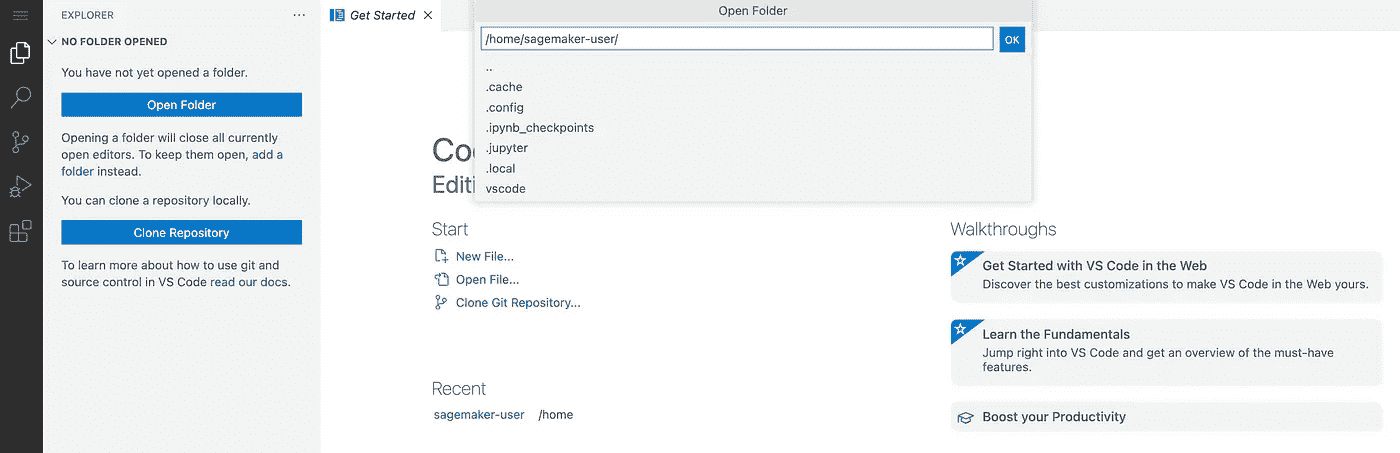 EXPLORER
···
NO FOLDER OPENED
You have not yet opened a folder.
Open Folder
Opening a folder will close all currently
open editors. To keep them open, add a
folder instead.
You can clone a repository locally.
Clone Repository
To learn more about how to use git and
source control in VS Code read our docs.
Get Started
Open Folder
/home/sagemaker-user/
OK
..
.cache
.config
.ipynb_checkpoints
.jupyter
.local
vscode
Start
New File...
Open File...
Clone Git Repository...
Recent
sagemaker-user /home
Walkthroughs
Get Started with VS Code in the Web
Discover the best customizations to make VS Code in the Web yours.
Learn the Fundamentals
Jump right into VS Code and get an overview of the must-have
features.
Boost your Productivity